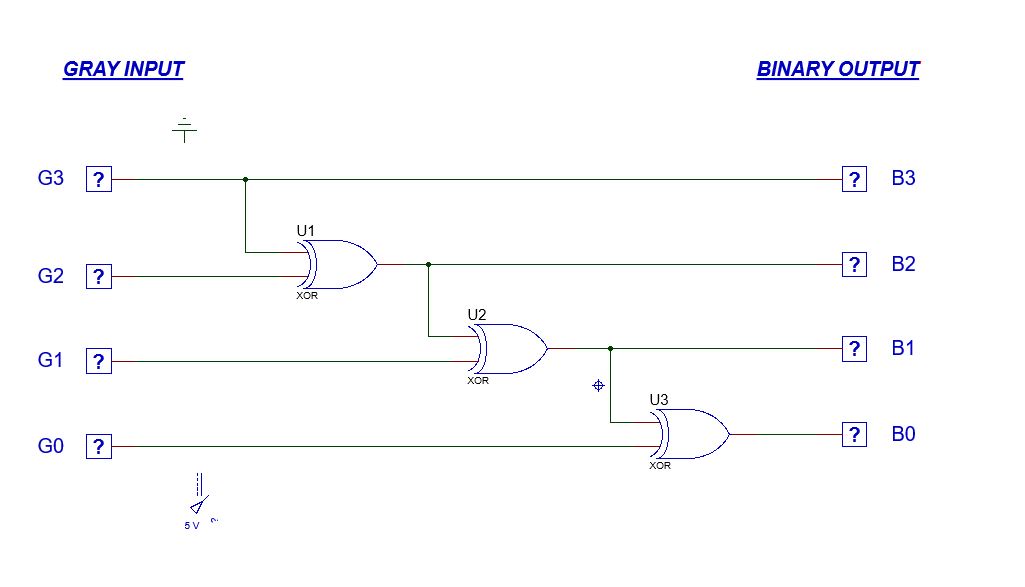 GRAY INPUT BINARY OUTPUT
G3 ? ? B3
U1
G2 ? ? B2
XOR
U2
G1 ? ? B1
XOR
U3
G0 ? ? B0
XOR
5 V ?